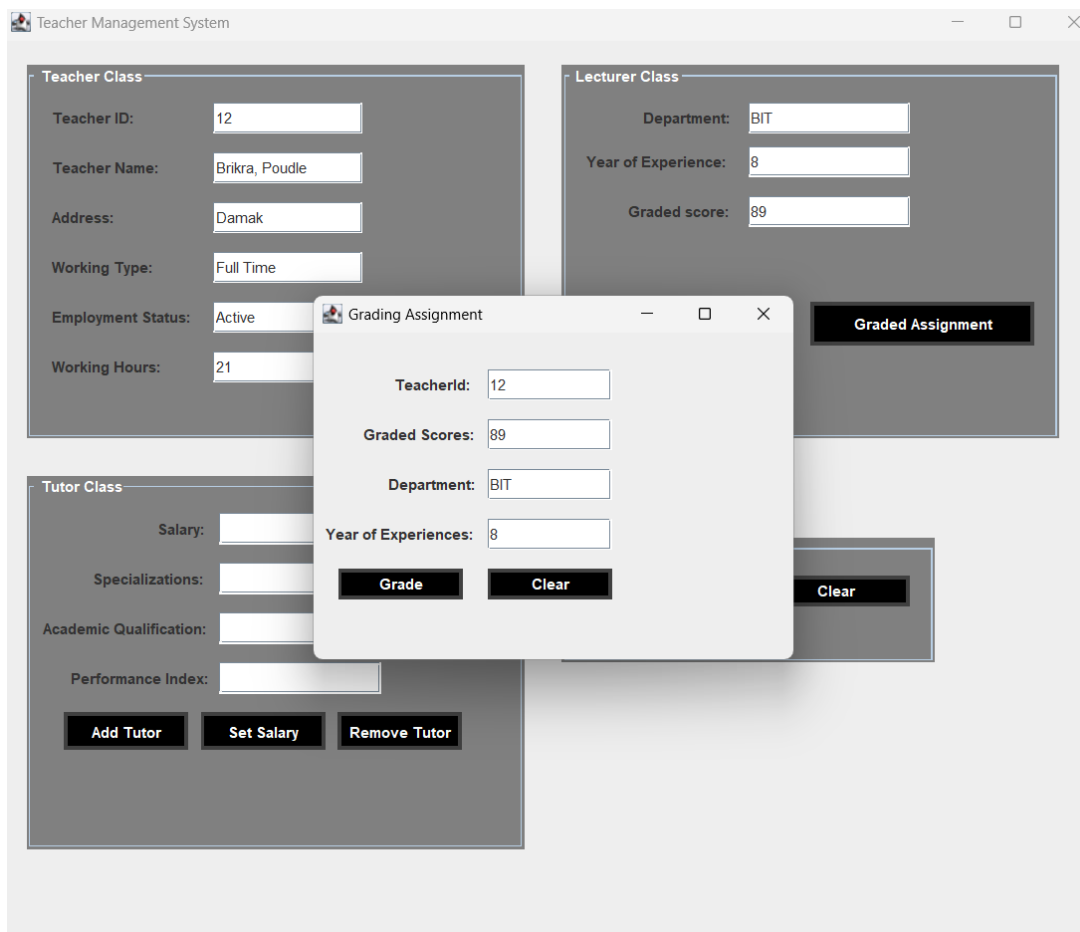 Teacher Management System
Teacher Class
Teacher ID: 12
Teacher Name: Brikra, Poudle
Address: Damak
Working Type: Full Time
Employment Status: Active
Working Hours: 21
Lecturer Class
Department: BIT
Year of Experience: 8
Graded score: 89
Graded Assignment
Grading Assignment
TeacherId: 12
Graded Scores: 89
Department: BIT
Year of Experiences: 8
Grade Clear
Tutor Class
Salary:
Specializations:
Academic Qualification:
Performance Index:
Add Tutor Set Salary Remove Tutor
Clear